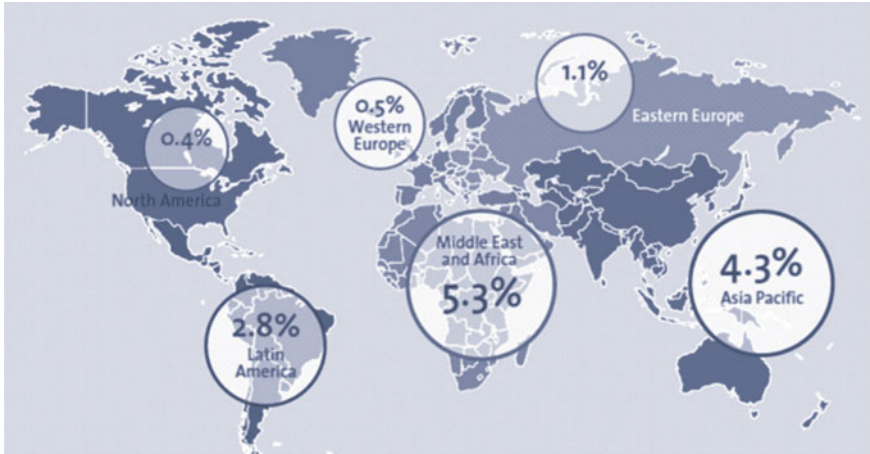 0.4%
North America
0.5%
Western
Europe
1.1%
Eastern Europe
Middle East
and Africa
5.3%
4.3%
Asia Pacific
2.8%
Latin
America